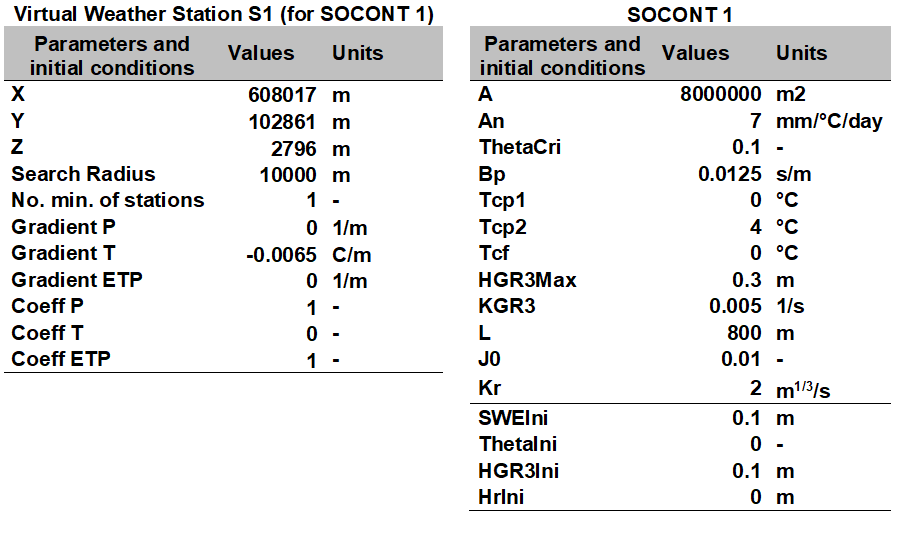 Virtual Weather Station S1 (for SOCONT 1)
Parameters and initial conditions Values Units
X 608017 m
Y 102861 m
Z 2796 m
Search Radius 10000 m
No. min. of stations 1 -
Gradient P 0 1/m
Gradient T -0.0065 C/m
Gradient ETP 0 1/m
Coeff P 1 -
Coeff T 0 -
Coeff ETP 1 -
SOCONT 1
Parameters and initial conditions Values Units
A 8000000 m2
An 7 mm/°C/day
ThetaCri 0.1 -
Bp 0.0125 s/m
Tcp1 0 °C
Tcp2 4 °C
Tcf 0 °C
HGR3Max 0.3 m
KGR3 0.005 1/s
L 800 m
J0 0.01 -
Kr 2 m^1/3/s
SWEIni 0.1 m
ThetaIni 0 -
HGR3Ini 0.1 m
HrIni 0 m